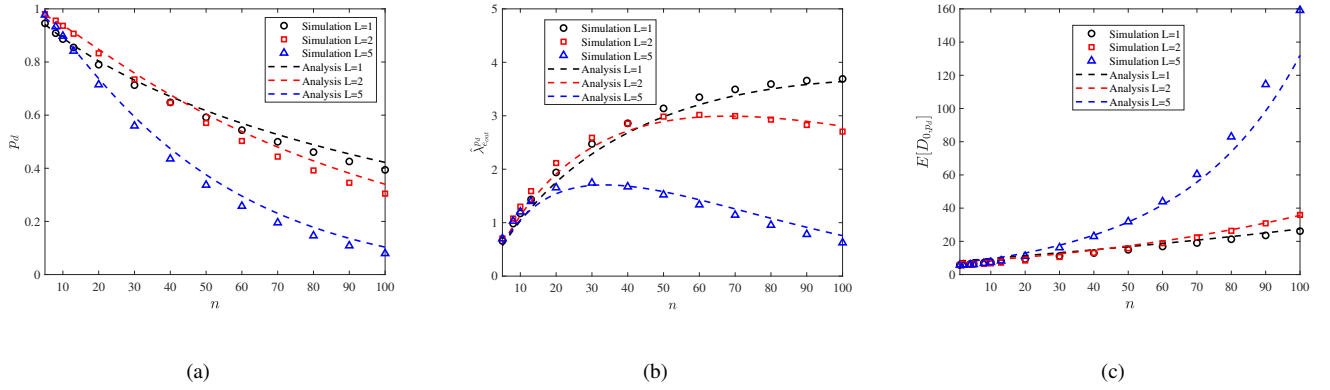 1
0.8
0.6
0.4
0.2
0
p_d
10 20 30 40 50 60 70 80 90 100
n
Simulation L=1
Simulation L=2
Simulation L=5
Analysis L=1
Analysis L=2
Analysis L=5
(a)
5
4
3
2
1
0
λ̂^{p_d}_{e_{out}}
10 20 30 40 50 60 70 80 90 100
n
Simulation L=1
Simulation L=2
Simulation L=5
Analysis L=1
Analysis L=2
Analysis L=5
(b)
160
140
120
100
80
60
40
20
0
E[D_{0,p_d}]
10 20 30 40 50 60 70 80 90 100
n
Simulation L=1
Simulation L=2
Simulation L=5
Analysis L=1
Analysis L=2
Analysis L=5
(c)